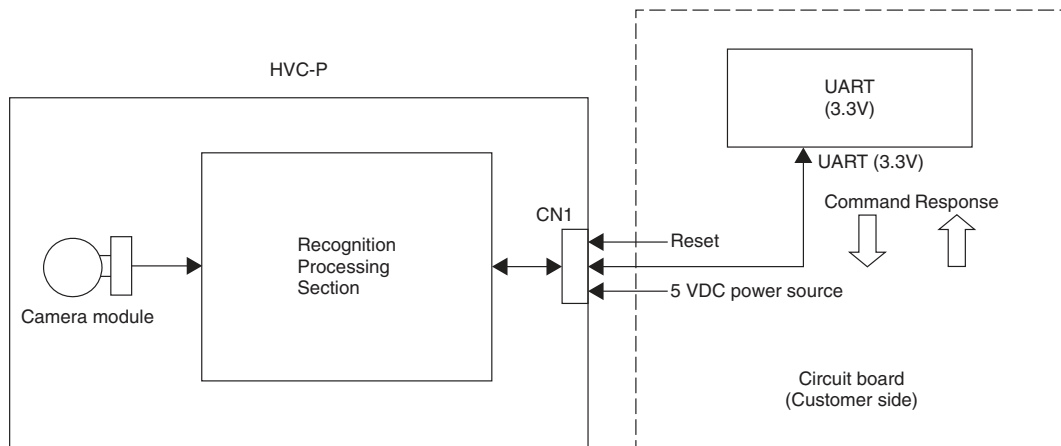 HVC-P
UART
(3.3V)
UART (3.3V)
Command Response
CN1
Reset
Recognition
Processing
Section
5 VDC power source
Camera module
Circuit board
(Customer side)